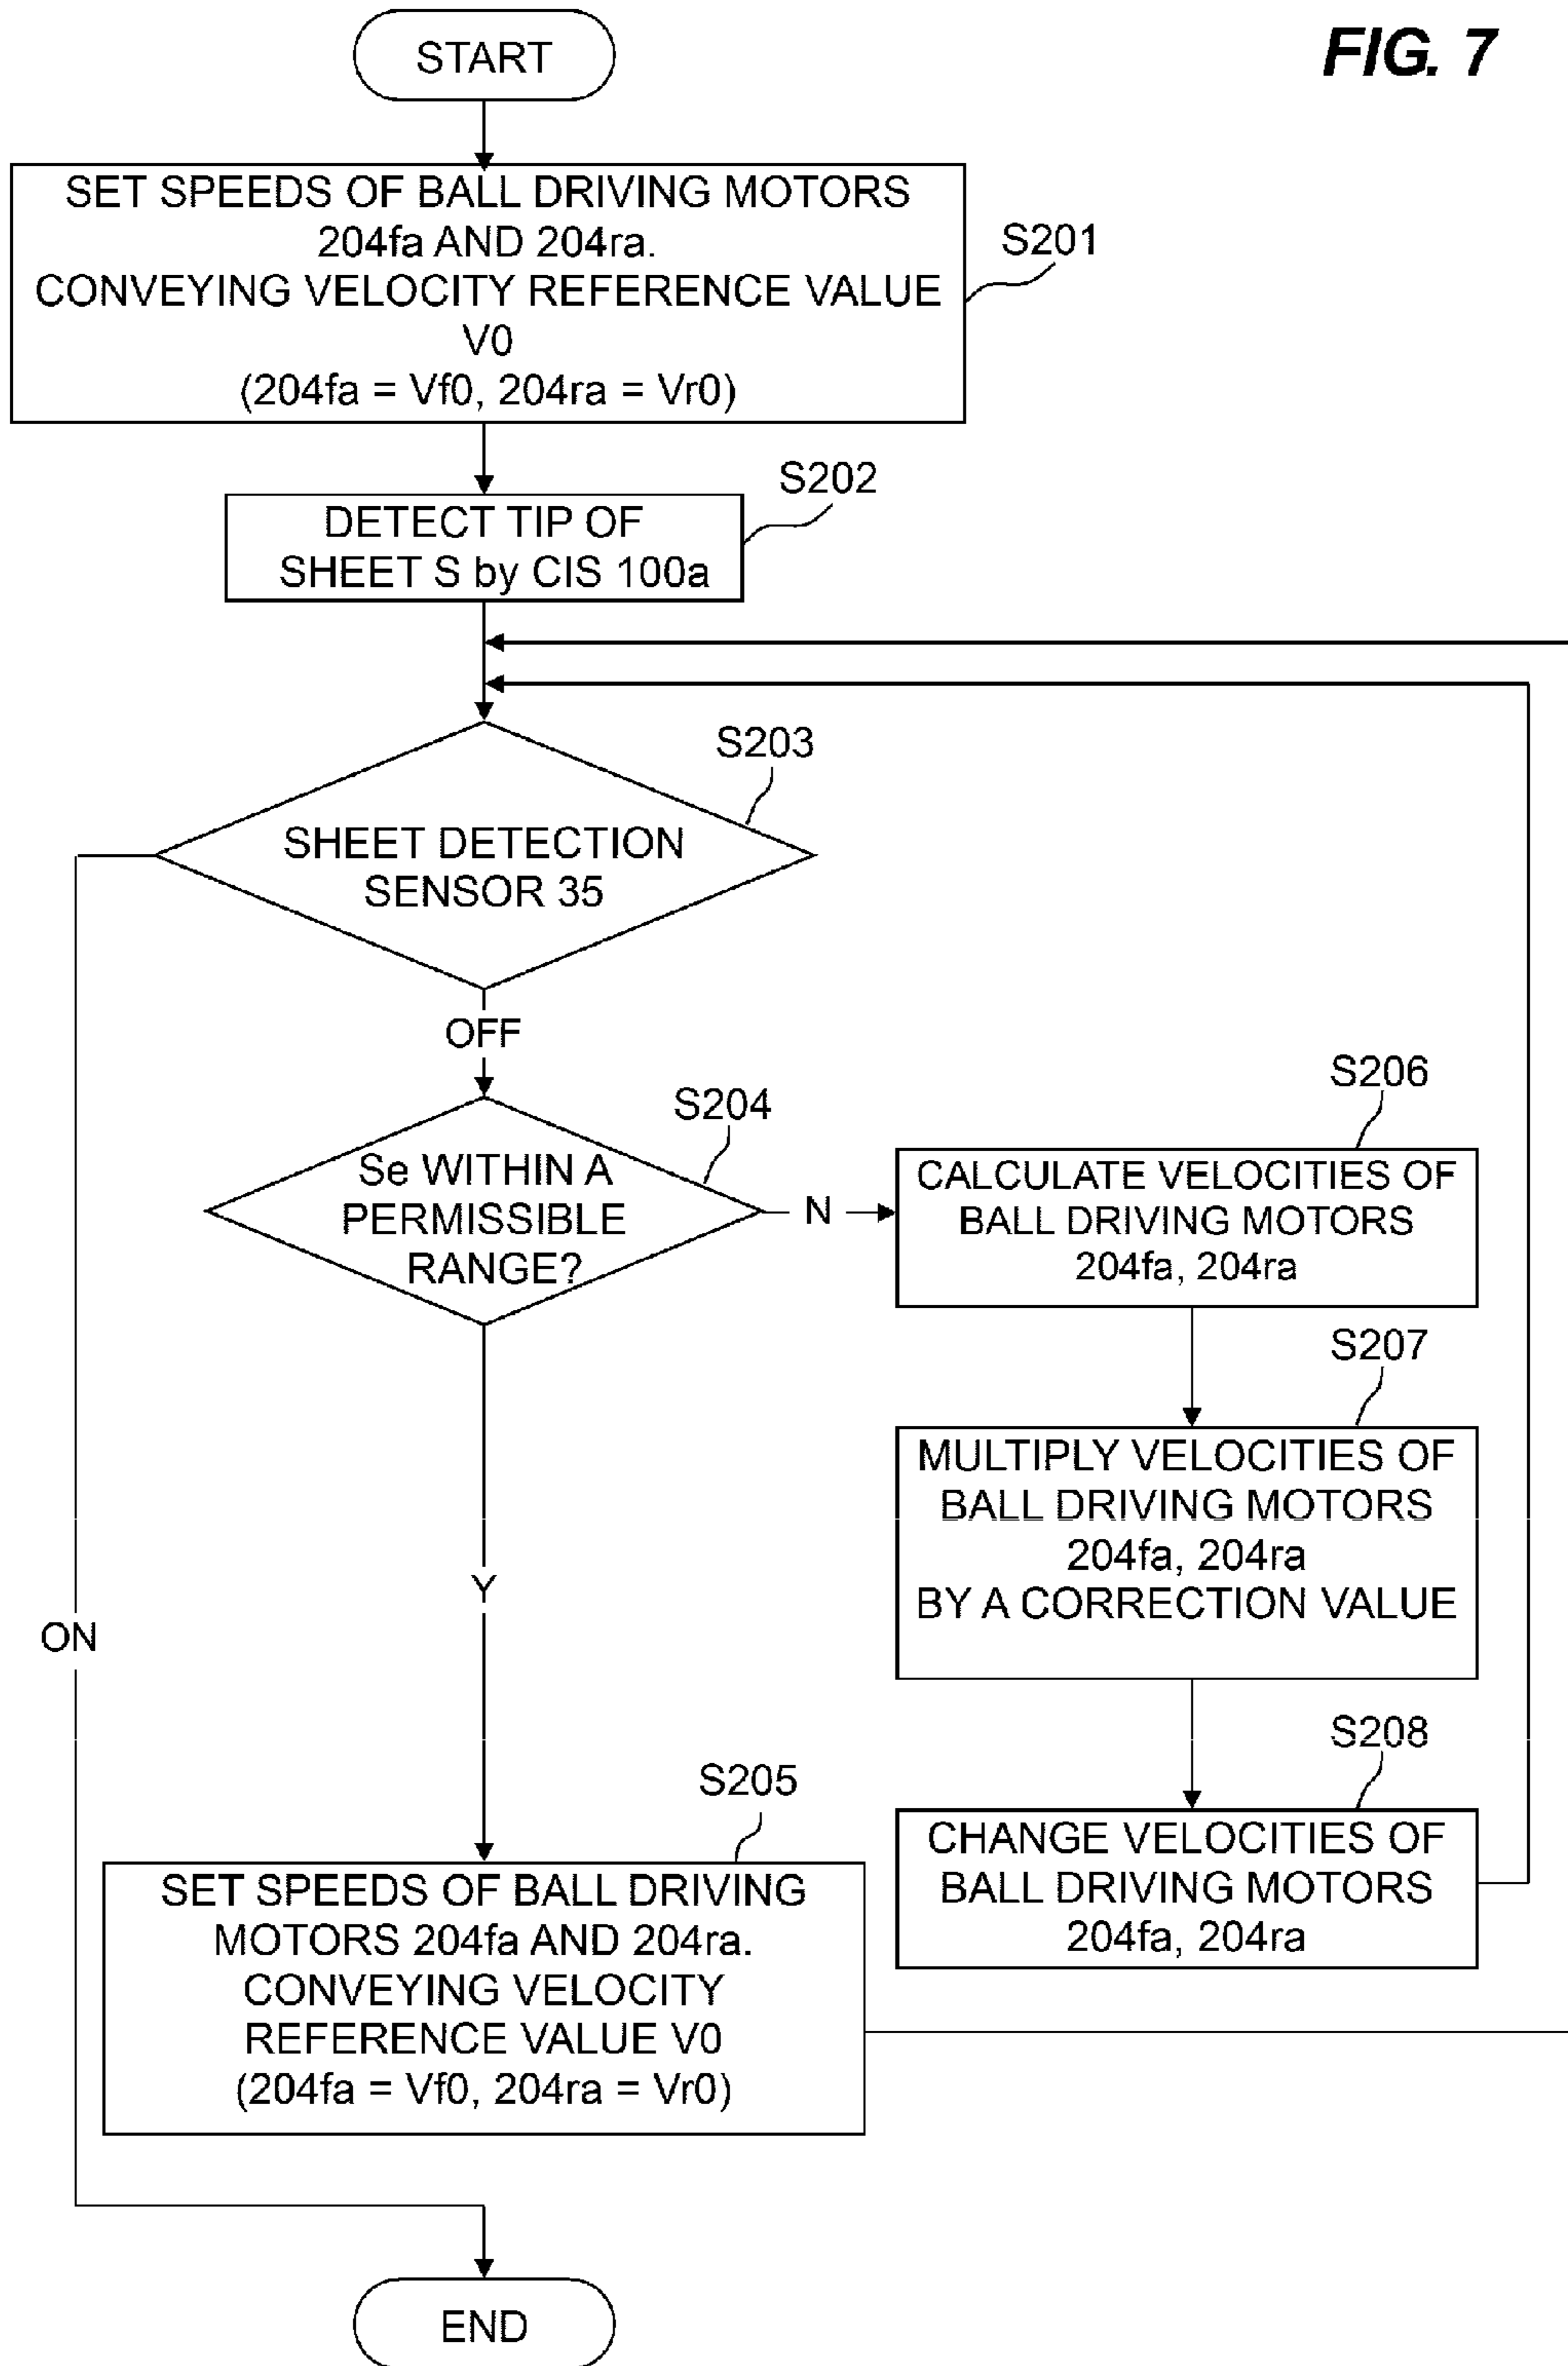 FIG. 7
START
SET SPEEDS OF BALL DRIVING MOTORS
204fa AND 204ra.
CONVEYING VELOCITY REFERENCE VALUE
V0
(204fa = Vf0, 204ra = Vr0)
S201
S202
DETECT TIP OF
SHEET S by CIS 100a
S203
SHEET DETECTION
SENSOR 35
OFF
S204
Se WITHIN A
PERMISSIBLE
RANGE?
N
S206
CALCULATE VELOCITIES OF
BALL DRIVING MOTORS
204fa, 204ra
S207
MULTIPLY VELOCITIES OF
BALL DRIVING MOTORS
204fa, 204ra
BY A CORRECTION VALUE
Y
ON
S208
CHANGE VELOCITIES OF
BALL DRIVING MOTORS
204fa, 204ra
S205
SET SPEEDS OF BALL DRIVING
MOTORS 204fa AND 204ra.
CONVEYING VELOCITY
REFERENCE VALUE V0
(204fa = Vf0, 204ra = Vr0)
END